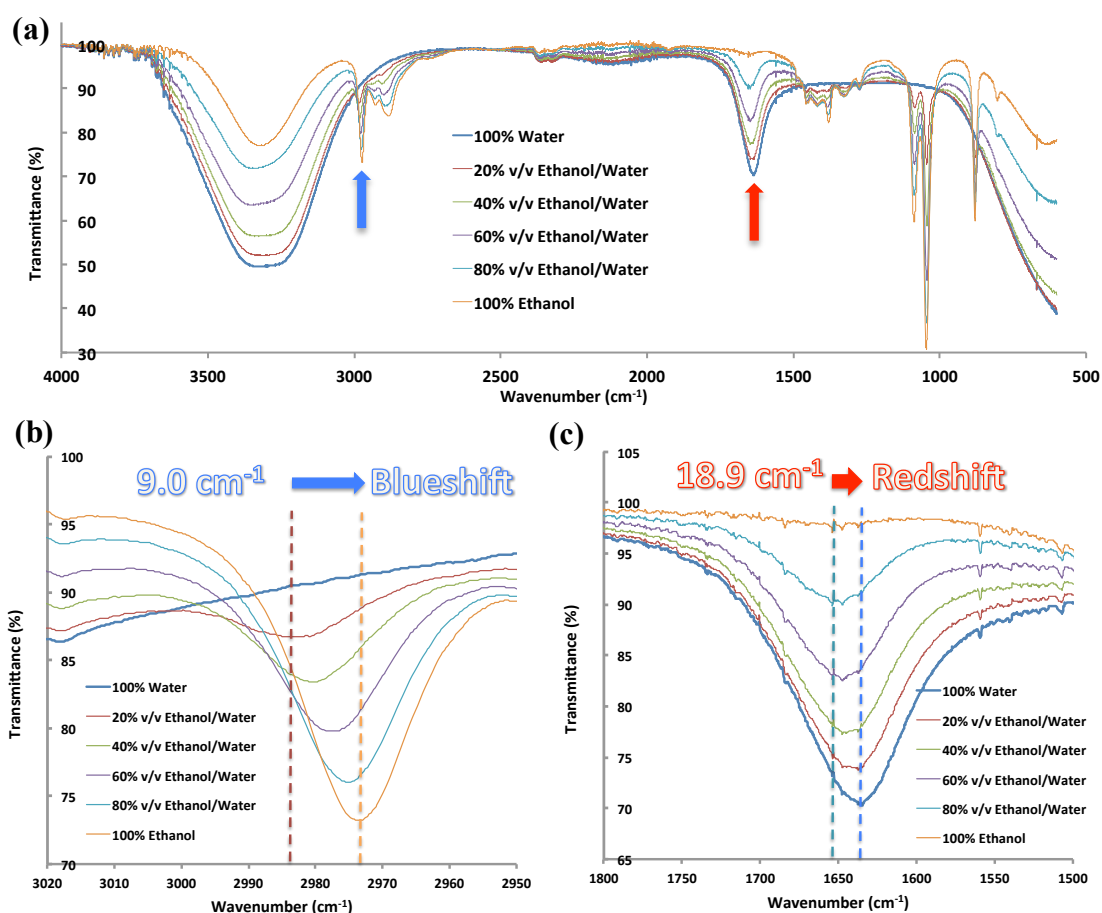 (a)
100
90
80
70
60
50
40
30
Transmittance (%)
100% Water
20% v/v Ethanol/Water
40% v/v Ethanol/Water
60% v/v Ethanol/Water
80% v/v Ethanol/Water
100% Ethanol
4000 3500 3000 2500 2000 1500 1000 500
Wavenumber (cm-1)
(b)
9.0 cm-1 Blueshift
100
95
90
85
80
75
70
Transmittance (%)
100% Water
20% v/v Ethanol/Water
40% v/v Ethanol/Water
60% v/v Ethanol/Water
80% v/v Ethanol/Water
100% Ethanol
3020 3010 3000 2990 2980 2970 2960 2950
Wavenumber (cm-1)
(c)
18.9 cm-1 Redshift
105
100
95
90
85
80
75
70
65
Transmittance (%)
100% Water
20% v/v Ethanol/Water
40% v/v Ethanol/Water
60% v/v Ethanol/Water
80% v/v Ethanol/Water
100% Ethanol
1800 1750 1700 1650 1600 1550 1500
Wavenumber (cm-1)